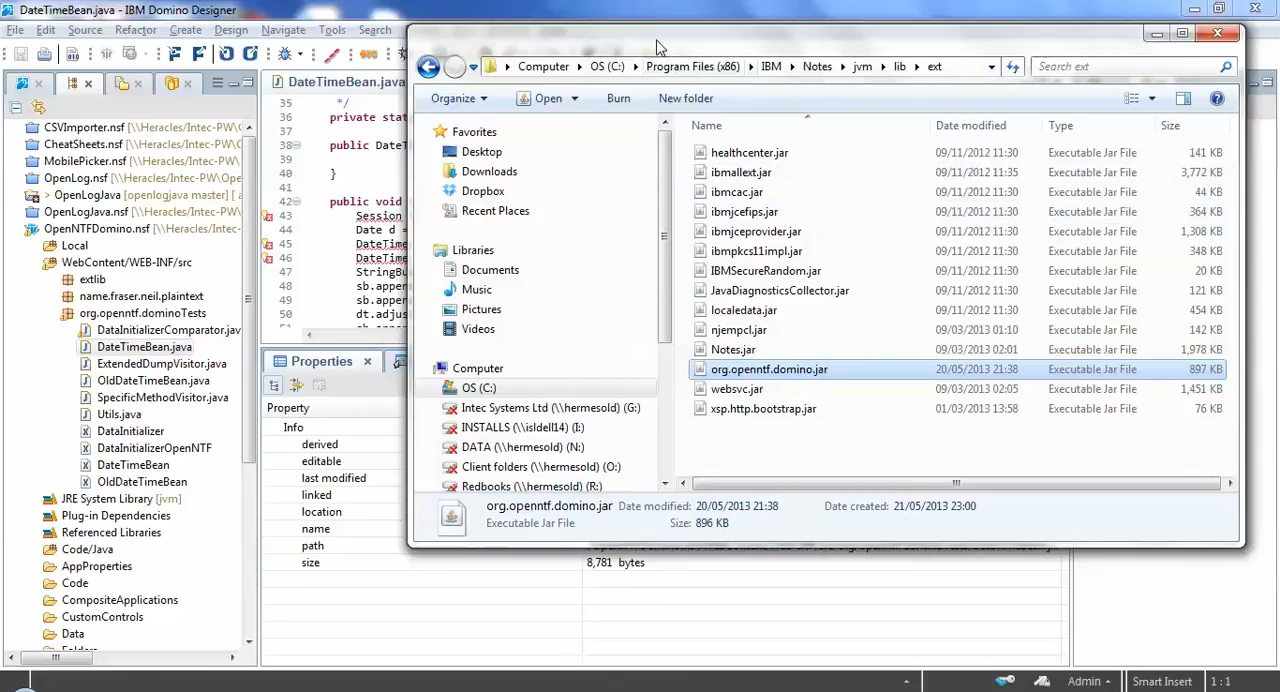 DateTimeBean.java - IBM Domino Designer
File Edit Source Refactor Create Design Navigate Tools Search
Computer OS (C:) Program Files (x86) IBM Notes jvm lib ext Search ext
Organize Open Burn New folder
DateTimeBean.java
CSVImporter.nsf [\\Heracles/Intec-PW\
CheatSheets.nsf [\\Heracles/Intec-PW\
MobilePicker.nsf [\\Heracles/Intec-PW\
OpenLog.nsf [\\Heracles/Intec-PW\
> OpenLogJava [openlogjava master] [
OpenLogJava.nsf [\\Heracles/Intec-PW
OpenNTFDomino.nsf [\\Heracles/Intec-
Local
WebContent/WEB-INF/src
extlib
name.fraser.neil.plaintext
org.openntf.dominoTests
DataInitializerComparator.jav
DateTimeBean.java
ExtendedDumpVisitor.java
OldDateTimeBean.java
SpecificMethodVisitor.java
Utils.java
DataInitializer
DataInitializerOpenNTF
DateTimeBean
OldDateTimeBean
JRE System Library [jvm]
Plug-in Dependencies
Referenced Libraries
Code/Java
AppProperties
Code
CompositeApplications
CustomControls
Data
35 */
36 private stat
37
38 public DateT
39
40 }
41
42 public void
43 Session
44 Date d =
45 DateTime
46 DateTime
47 StringBu
48 sb.appen
49 sb.appen
50 dt.adjus
Properties
Property
Info
derived
editable
last modified
linked
location
name
path
size 8,781 bytes
Favorites
Desktop
Downloads
Dropbox
Recent Places
Libraries
Documents
Music
Pictures
Videos
Computer
OS (C:)
Intec Systems Ltd (\\hermesold) (G:)
INSTALLS (\\isldell14) (I:)
DATA (\\hermesold) (N:)
Client folders (\\hermesold) (O:)
Redbooks (\\hermesold) (R:)
Name Date modified Type Size
healthcenter.jar 09/11/2012 11:30 Executable Jar File 141 KB
ibmallext.jar 09/11/2012 11:35 Executable Jar File 3,772 KB
ibmcac.jar 09/11/2012 11:30 Executable Jar File 44 KB
ibmjcefips.jar 09/11/2012 11:30 Executable Jar File 364 KB
ibmjceprovider.jar 09/11/2012 11:30 Executable Jar File 1,308 KB
ibmpkcs11impl.jar 09/11/2012 11:30 Executable Jar File 348 KB
IBMSecureRandom.jar 09/11/2012 11:30 Executable Jar File 20 KB
JavaDiagnosticsCollector.jar 09/11/2012 11:30 Executable Jar File 121 KB
localedata.jar 09/11/2012 11:30 Executable Jar File 454 KB
njempcl.jar 09/03/2013 01:10 Executable Jar File 142 KB
Notes.jar 09/03/2013 02:01 Executable Jar File 1,978 KB
org.openntf.domino.jar 20/05/2013 21:38 Executable Jar File 897 KB
websvc.jar 09/03/2013 02:05 Executable Jar File 1,451 KB
xsp.http.bootstrap.jar 01/03/2013 13:58 Executable Jar File 76 KB
org.openntf.domino.jar Date modified: 20/05/2013 21:38 Date created: 21/05/2013 23:00
Executable Jar File Size: 896 KB
Admin Smart Insert 1 : 1